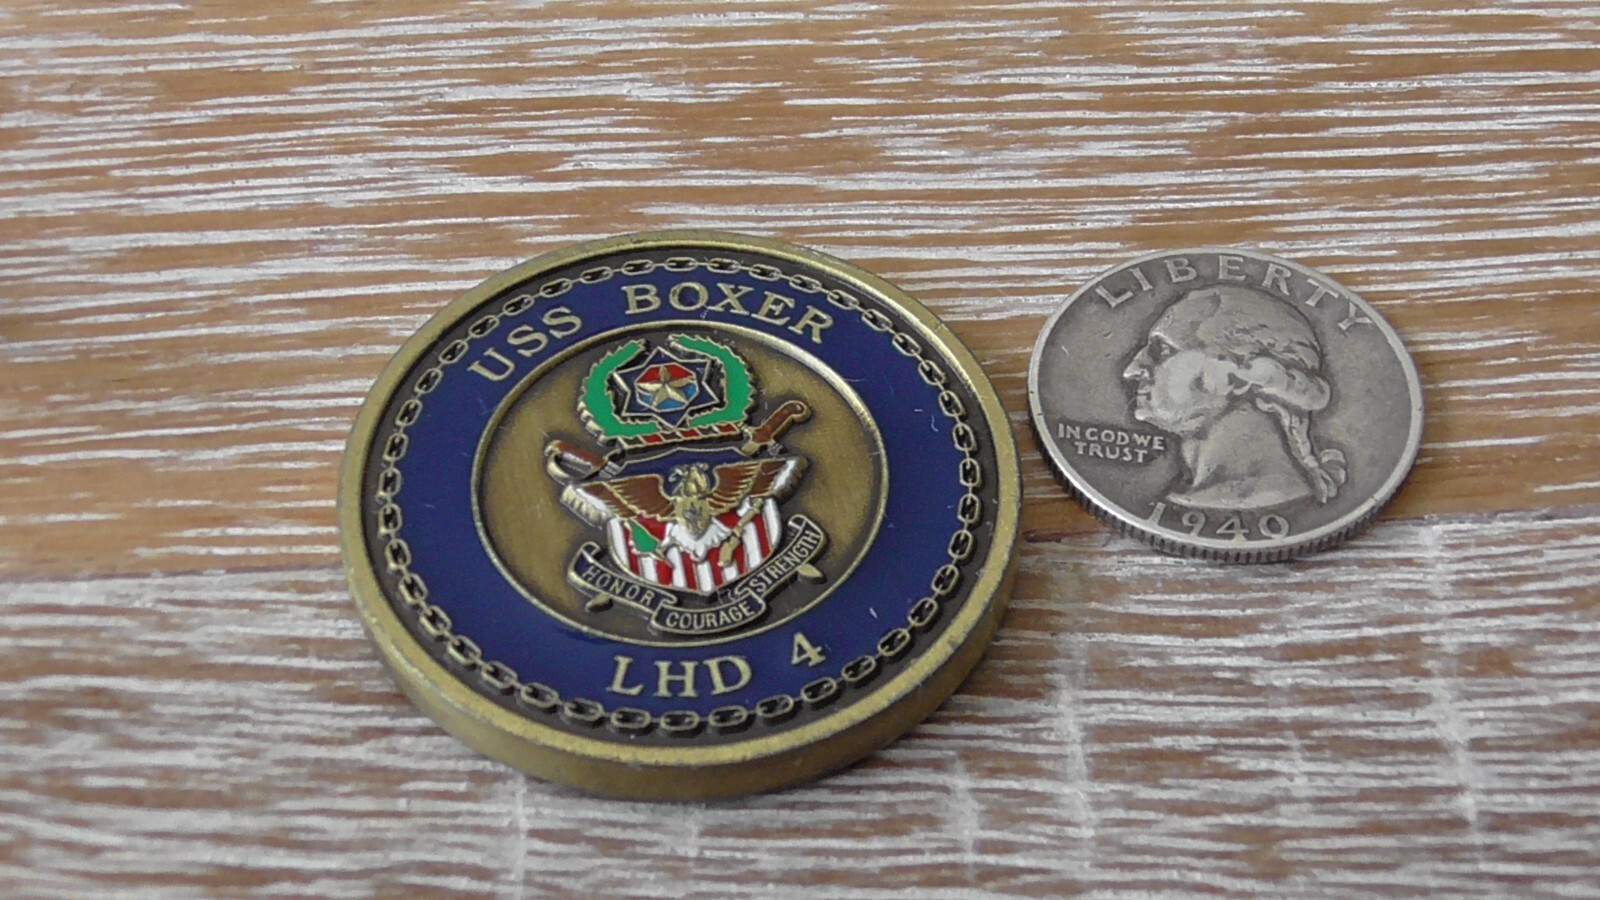 USS BOXER
HONOR COURAGE STRENGTH
LHD 4
LIBERTY
IN GOD WE
TRUST
1940